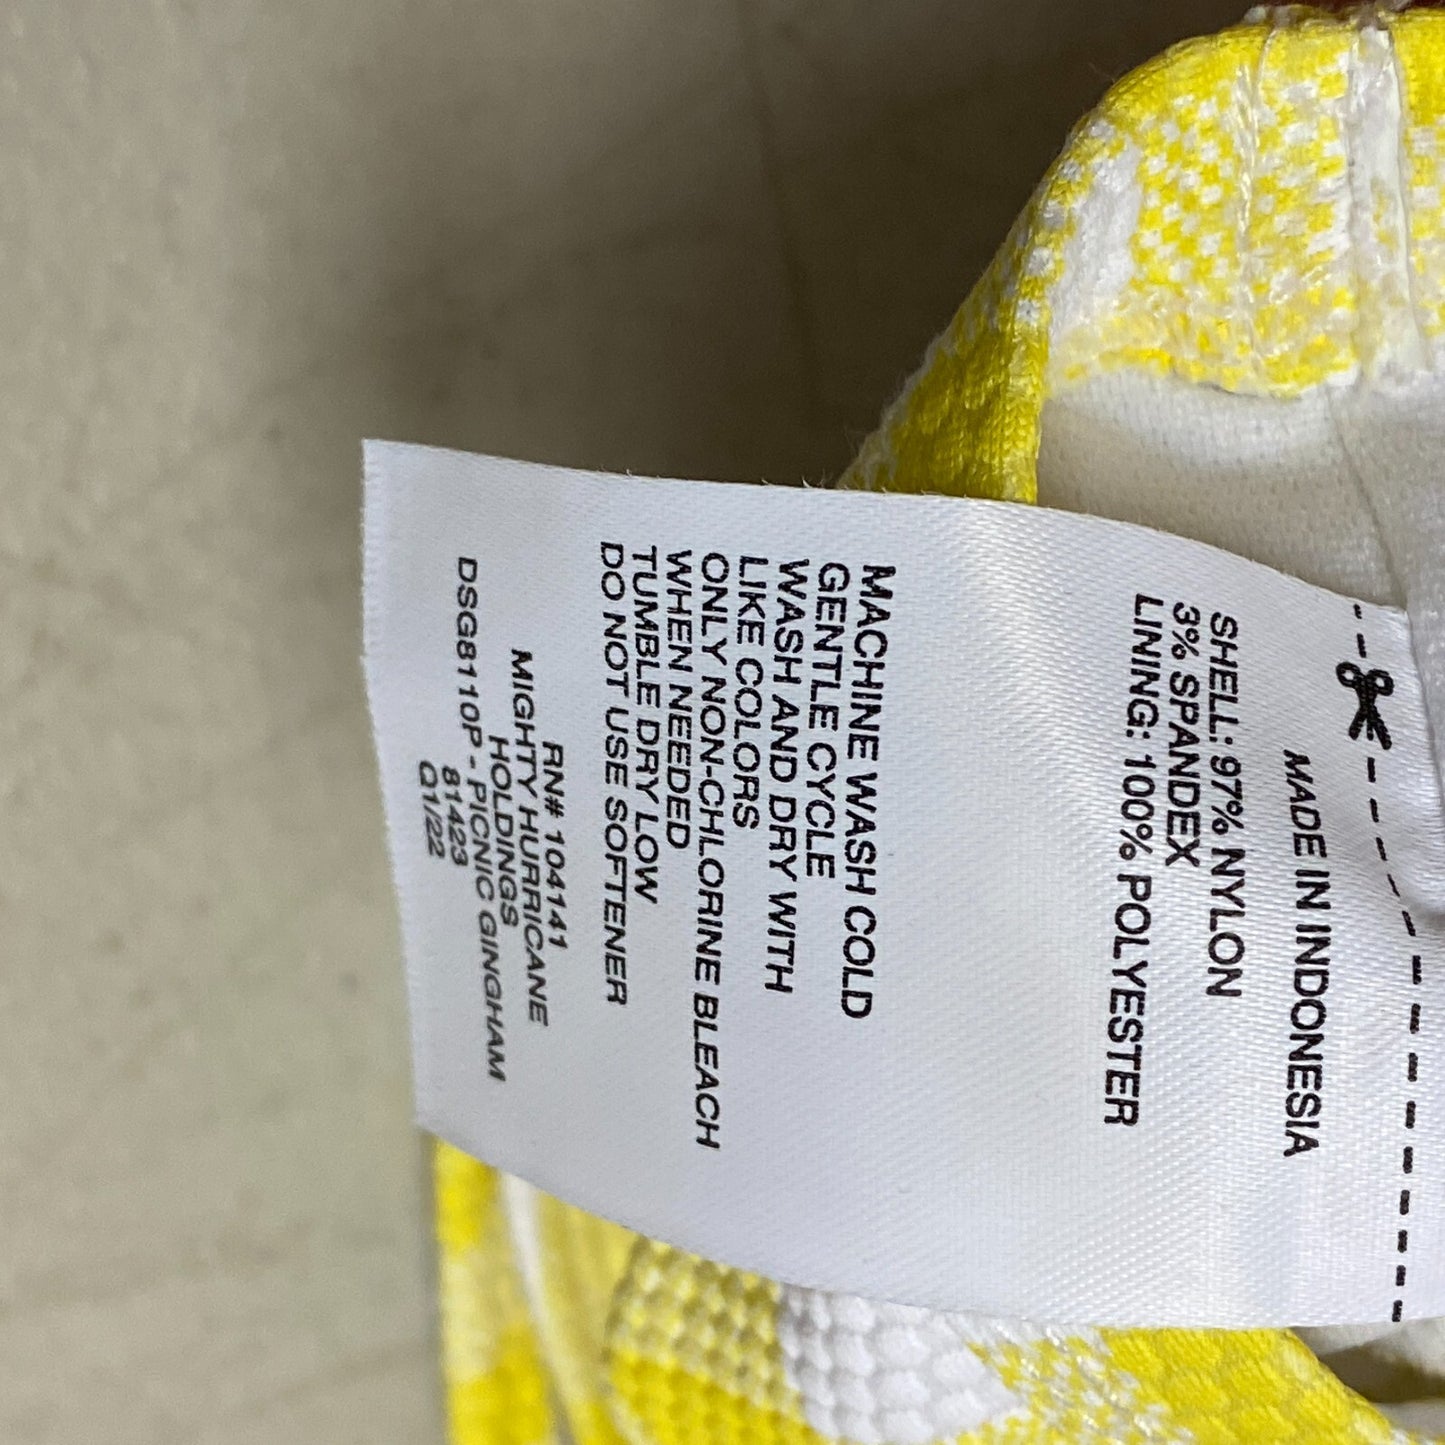 MADE IN INDONESIA
SHELL: 97% NYLON
3% SPANDEX
LINING: 100% POLYESTER
MACHINE WASH COLD
GENTLE CYCLE
WASH AND DRY WITH
LIKE COLORS
ONLY NON-CHLORINE BLEACH
WHEN NEEDED
TUMBLE DRY LOW
DO NOT USE SOFTENER
RN# 104141
MIGHTY HURRICANE
HOLDINGS
DSG8110P - PICNIC GINGHAM
81423
Q1/22